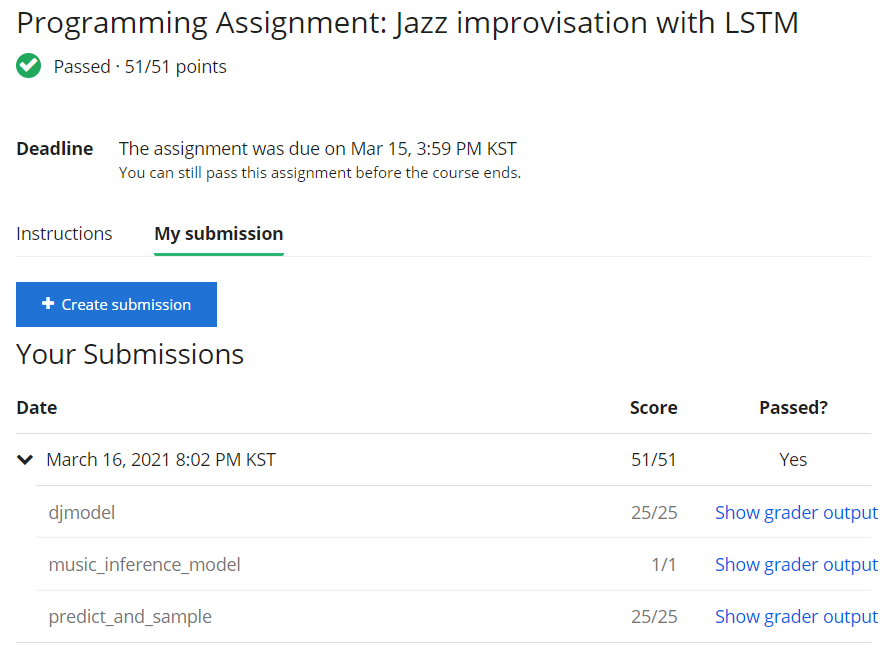 Programming Assignment: Jazz improvisation with LSTM
Passed · 51/51 points
Deadline The assignment was due on Mar 15, 3:59 PM KST
You can still pass this assignment before the course ends.
Instructions My submission
+ Create submission
Your Submissions
Date Score Passed?
March 16, 2021 8:02 PM KST 51/51 Yes
djmodel 25/25 Show grader output
music_inference_model 1/1 Show grader output
predict_and_sample 25/25 Show grader output